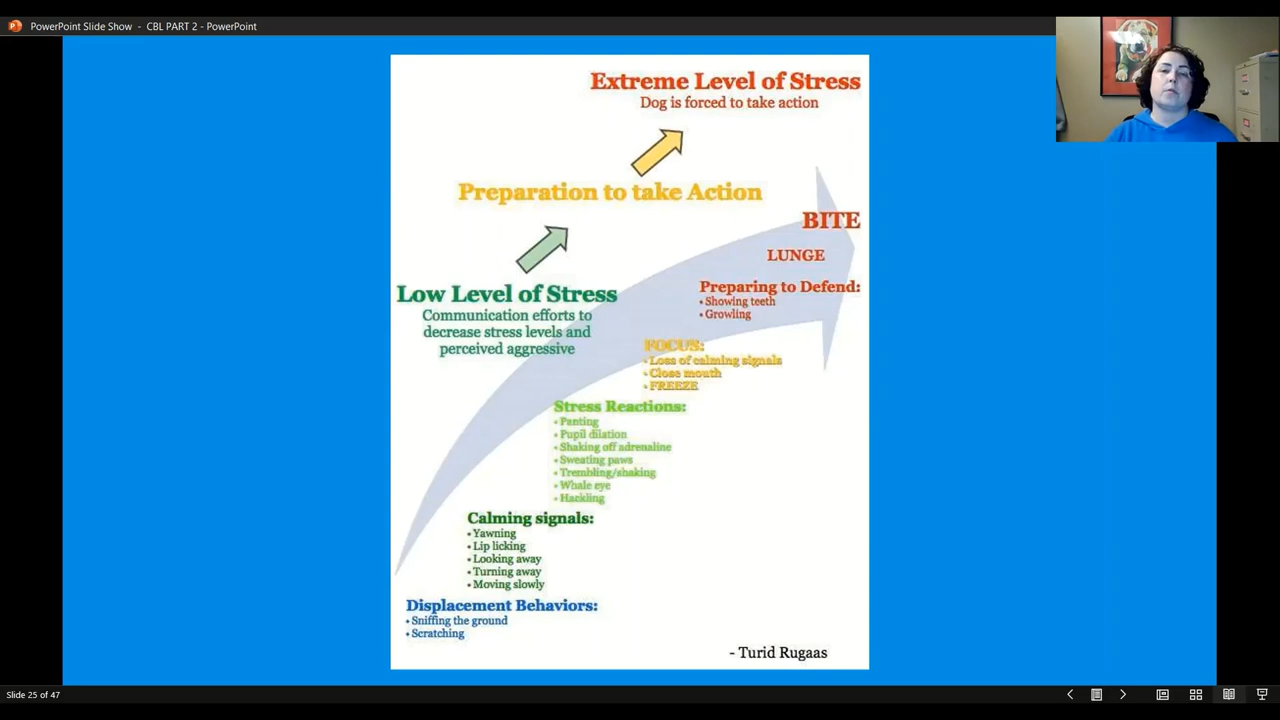 PowerPoint Slide Show - CBL PART 2 - PowerPoint
Extreme Level of Stress
Dog is forced to take action
Preparation to take Action
BITE
LUNGE
Preparing to Defend:
• Showing teeth
• Growling
Low Level of Stress
Communication efforts to
decrease stress levels and
perceived aggressive
FOCUS:
• Loss of calming signals
• Close mouth
• FREEZE
Stress Reactions:
• Panting
• Pupil dilation
• Shaking off adrenaline
• Sweating paws
• Trembling/shaking
• Whale eye
• Hackling
Calming signals:
• Yawning
• Lip licking
• Looking away
• Turning away
• Moving slowly
Displacement Behaviors:
• Sniffing the ground
• Scratching
- Turid Rugaas
Slide 25 of 47